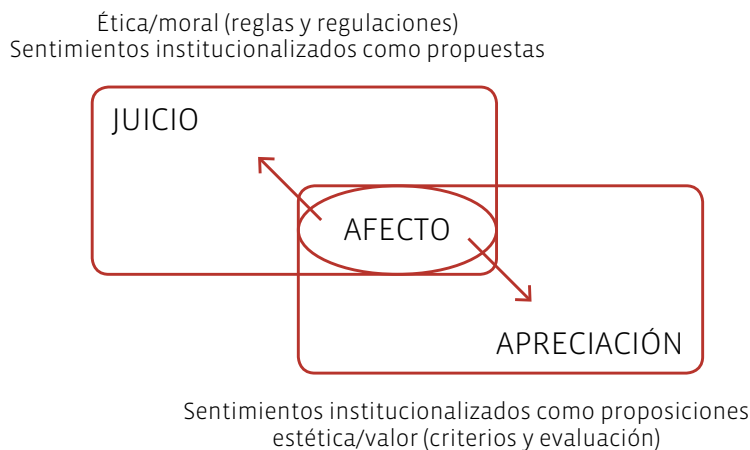 Ética/moral (reglas y regulaciones)
Sentimientos institucionalizados como propuestas
JUICIO
AFECTO
APRECIACIÓN
Sentimientos institucionalizados como proposiciones
estética/valor (criterios y evaluación)